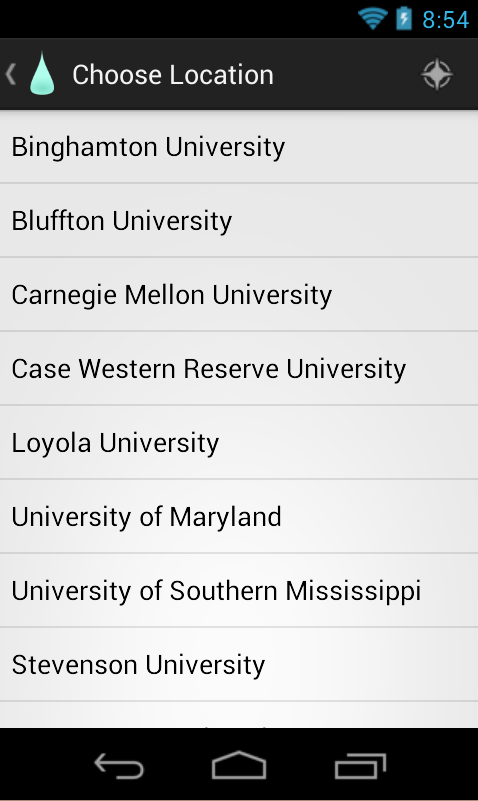 8:54
Choose Location
Binghamton University
Bluffton University
Carnegie Mellon University
Case Western Reserve University
Loyola University
University of Maryland
University of Southern Mississippi
Stevenson University